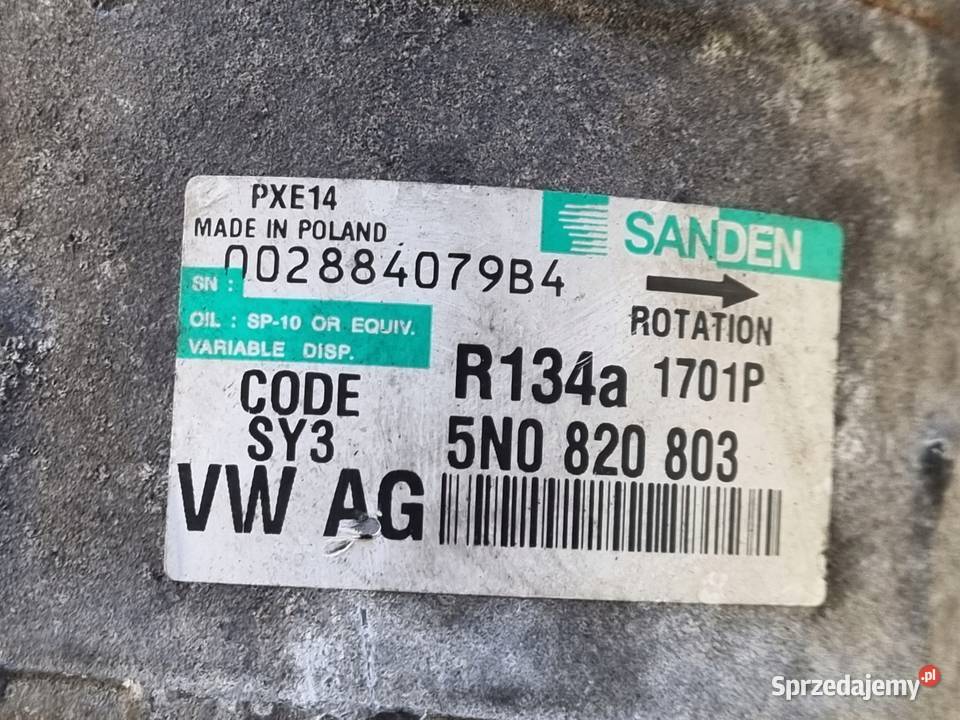 PXE14
MADE IN POLAND
SANDEN
SN : 002884079B4
ROTATION
OIL : SP-10 OR EQUIV.
VARIABLE DISP.
R134a 1701P
CODE
SY3
5N0 820 803
VW AG
Sprzedajemy.pl